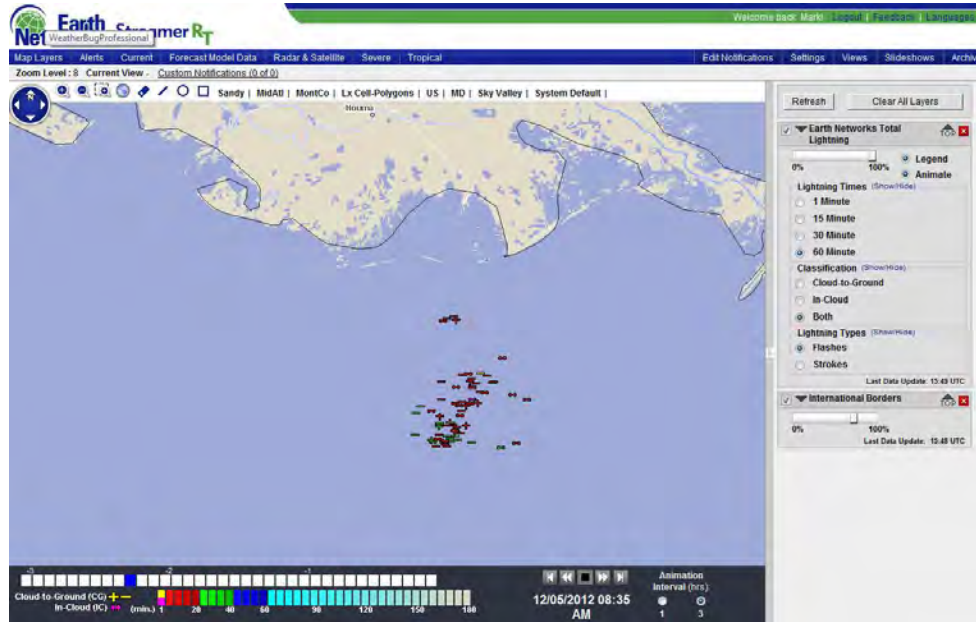 Welcome back, Mark! | Logout | Feedback | Languages
Earth Streamer RT
Net
WeatherBugProfessional
Map Layers Alerts Current Forecast Model Data Radar & Satellite Severe Tropical Edit Notifications Settings Views Slideshows Archiv
Zoom Level : 8 Current View - Custom Notifications (0 of 0)
Sandy | MidAtl | MontCo | Lx Cell-Polygons | US | MD | Sky Valley | System Default |
Houma
Refresh Clear All Layers
Earth Networks Total
Lightning
0% 100%
Legend
Animate
Lightning Times (Show/Hide)
1 Minute
15 Minute
30 Minute
60 Minute
Classification (Show/Hide)
Cloud-to-Ground
In-Cloud
Both
Lightning Types (Show/Hide)
Flashes
Strokes
Last Data Update: 13:49 UTC
International Borders
0% 100%
Last Data Update: 13:48 UTC
-3 -2 -1
Cloud-to-Ground (CG)
In-Cloud (IC) (min.) 1 20 40 60 90 120 150 180
12/05/2012 08:35
AM
Animation
Interval (hrs.)
1 3